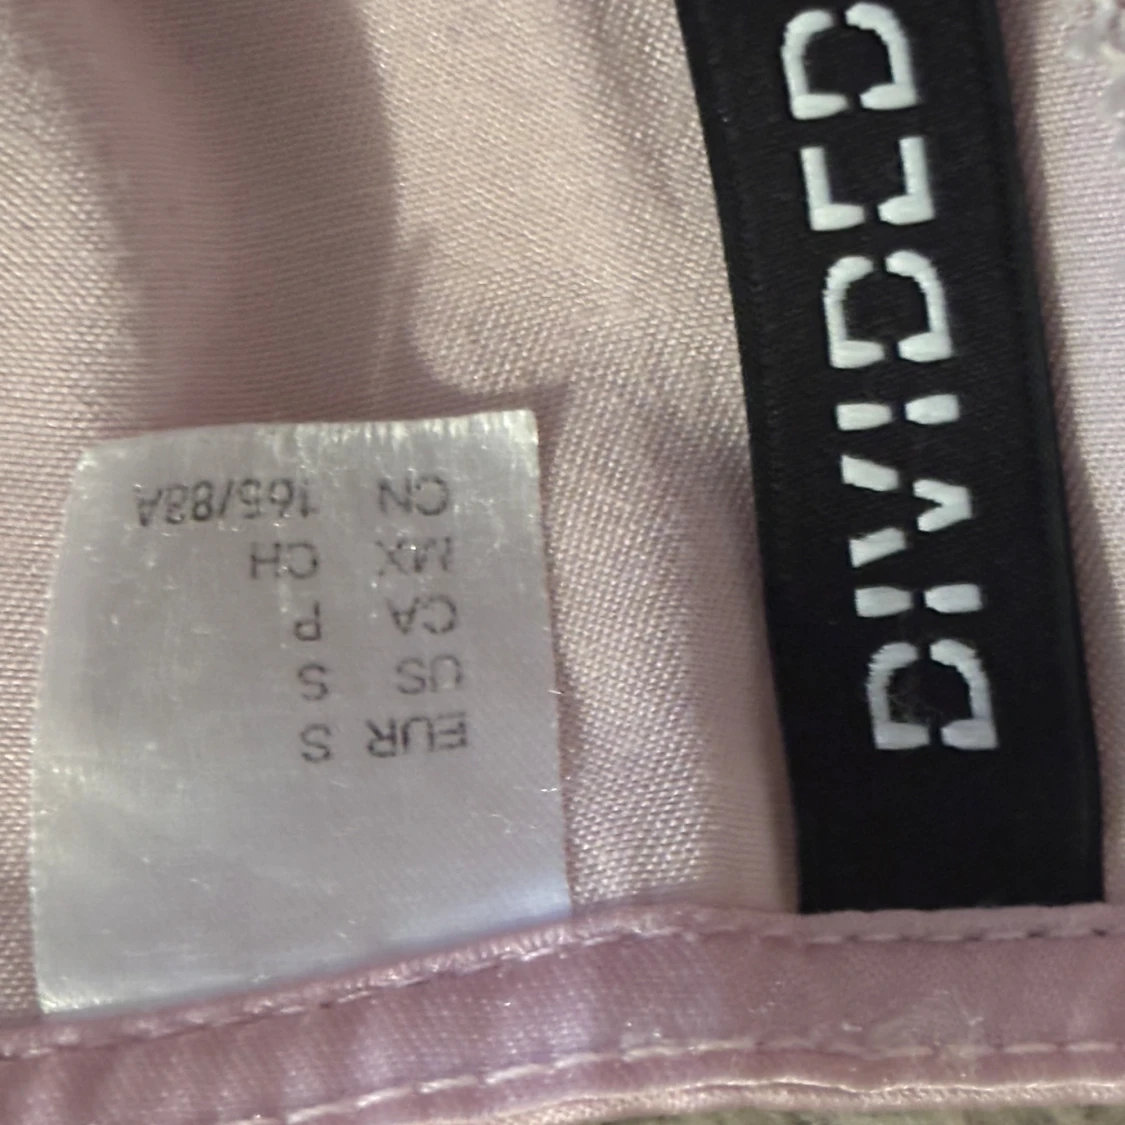 DIVIDED
EUR S
US S
CA P
MX CH
CN 165/88A